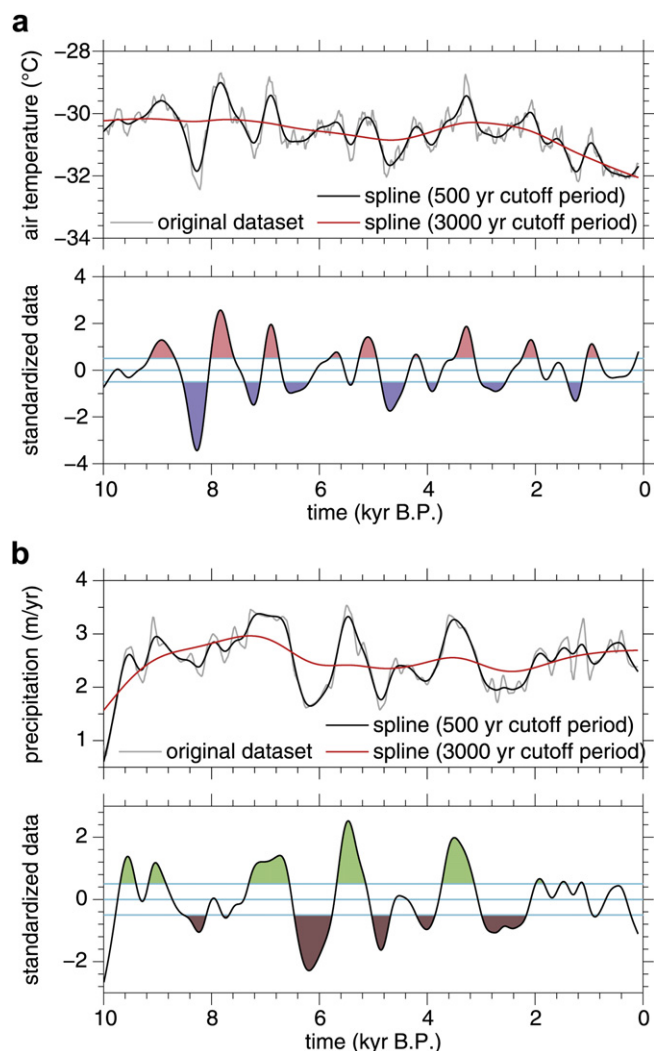 a
air temperature (°C)
−28
−30
−32
−34
spline (500 yr cutoff period)
original dataset
spline (3000 yr cutoff period)
standardized data
4
2
0
−2
−4
10
8
6
4
2
0
time (kyr B.P.)
b
precipitation (m/yr)
4
3
2
1
spline (500 yr cutoff period)
original dataset
spline (3000 yr cutoff period)
standardized data
2
0
−2
10
8
6
4
2
0
time (kyr B.P.)